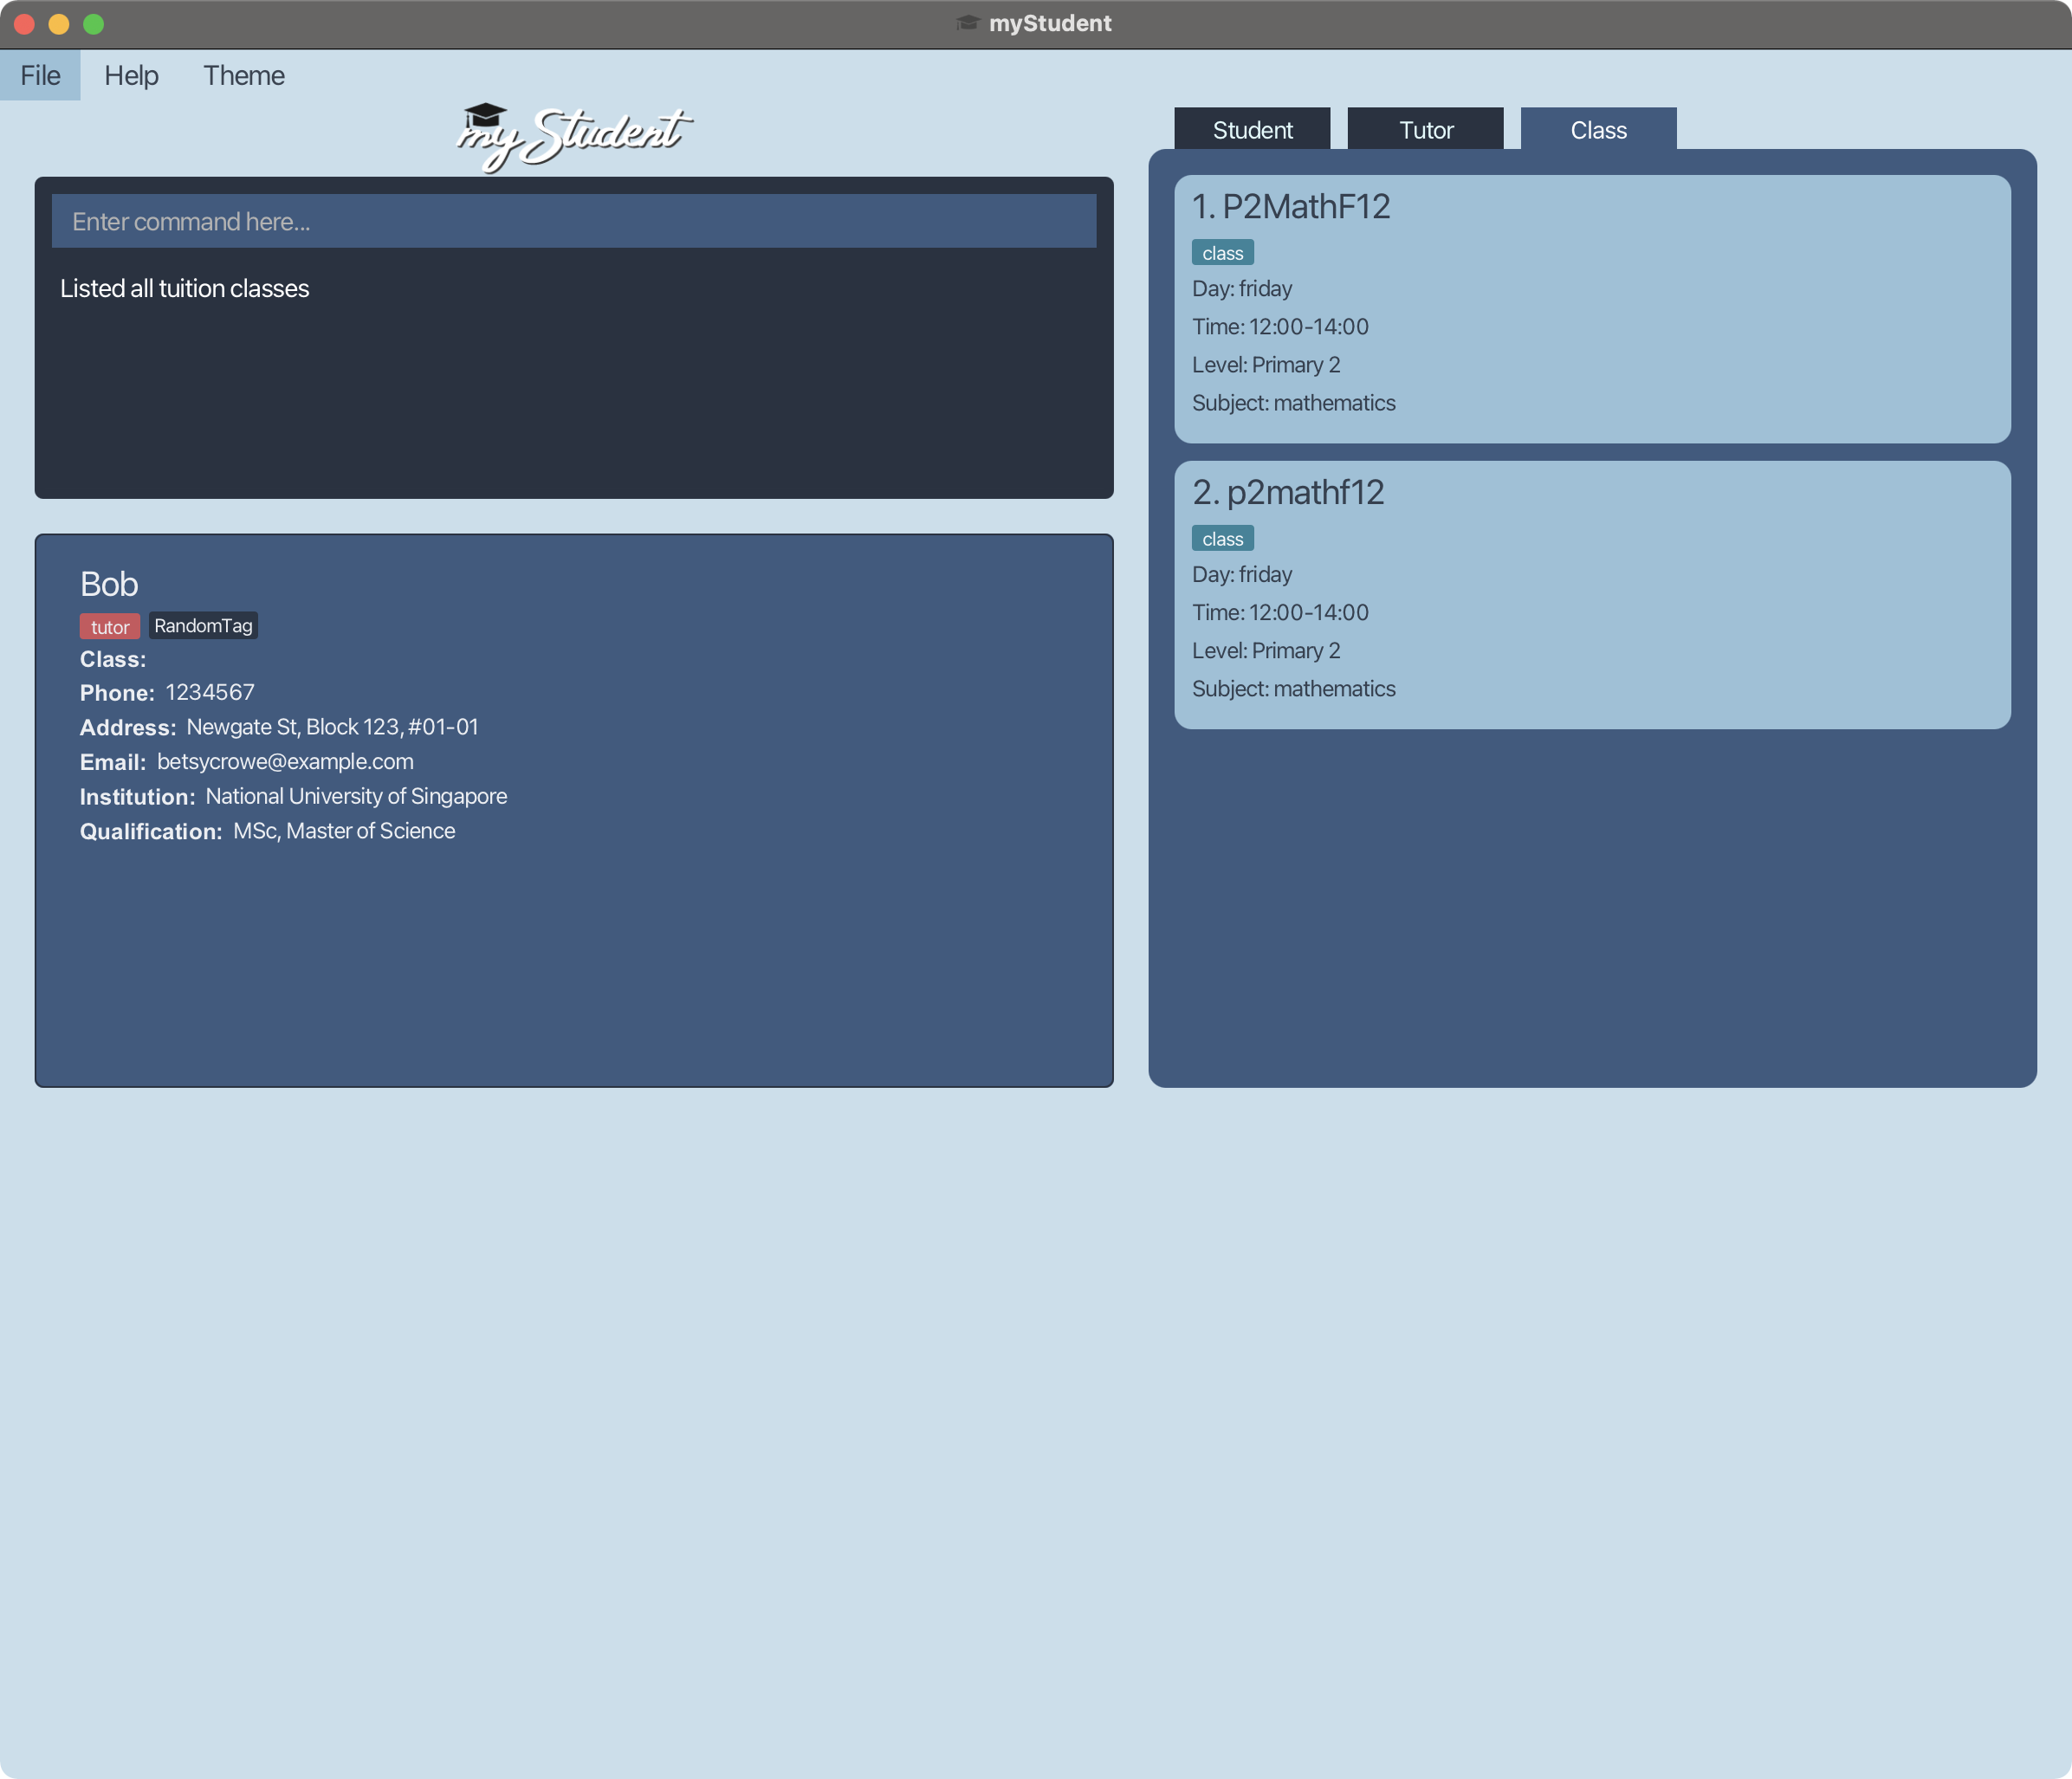 myStudent
File Help Theme
myStudent
Enter command here...
Listed all tuition classes
Bob
tutor RandomTag
Class:
Phone: 1234567
Address: Newgate St, Block 123, #01-01
Email: betsycrowe@example.com
Institution: National University of Singapore
Qualification: MSc, Master of Science
Student Tutor Class
1. P2MathF12
class
Day: friday
Time: 12:00-14:00
Level: Primary 2
Subject: mathematics
2. p2mathf12
class
Day: friday
Time: 12:00-14:00
Level: Primary 2
Subject: mathematics